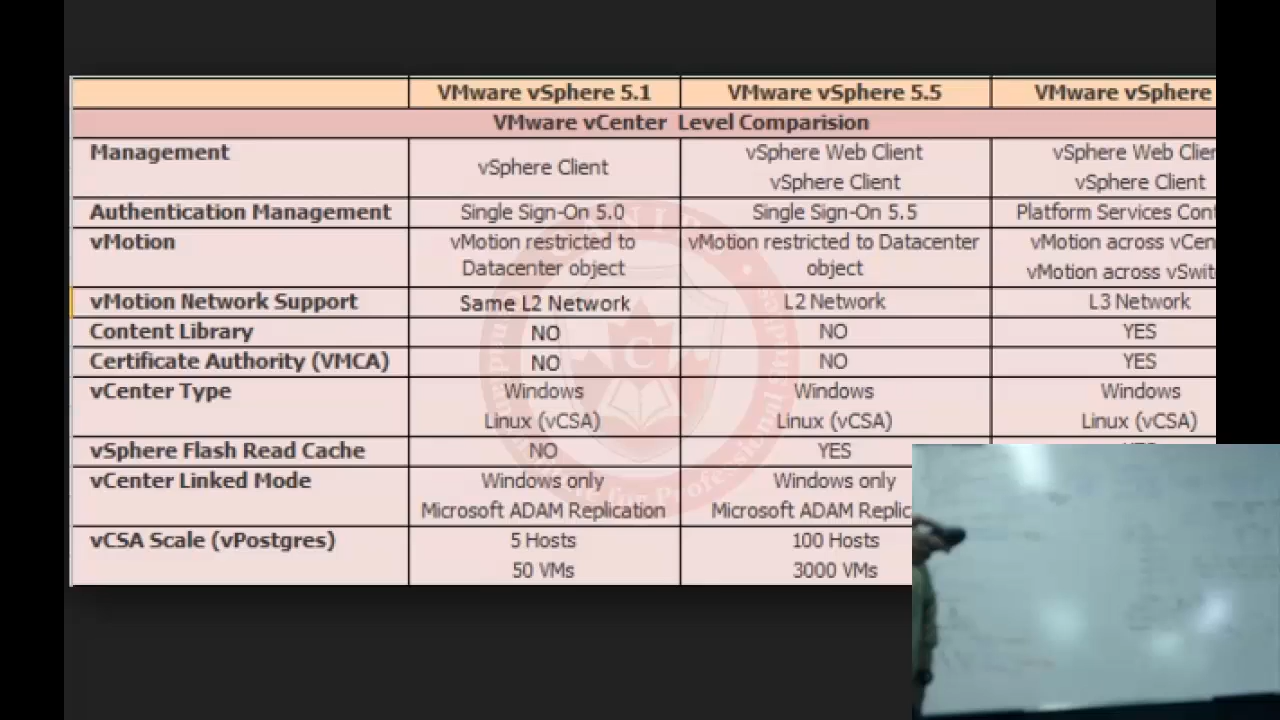 VMware vSphere 5.1 VMware vSphere 5.5 VMware vSphere
VMware vCenter Level Comparision
Management vSphere Client vSphere Web Client vSphere Client vSphere Web Clien vSphere Client
Authentication Management Single Sign-On 5.0 Single Sign-On 5.5 Platform Services Cont
vMotion vMotion restricted to Datacenter object vMotion restricted to Datacenter object vMotion across vCen vMotion across vSwit
vMotion Network Support Same L2 Network L2 Network L3 Network
Content Library NO NO YES
Certificate Authority (VMCA) NO NO YES
vCenter Type Windows Linux (vCSA) Windows Linux (vCSA) Windows Linux (vCSA)
vSphere Flash Read Cache NO YES
vCenter Linked Mode Windows only Microsoft ADAM Replication Windows only Microsoft ADAM Replic
vCSA Scale (vPostgres) 5 Hosts 50 VMs 100 Hosts 3000 VMs